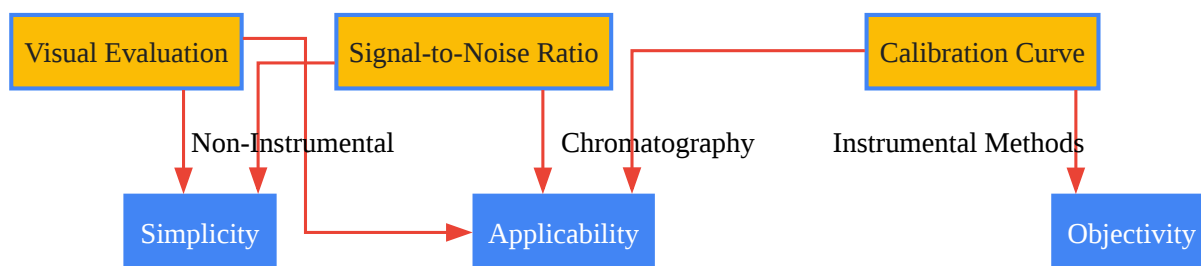 Visual Evaluation
Signal-to-Noise Ratio
Calibration Curve
Non-Instrumental
Chromatography
Instrumental Methods
Simplicity
Applicability
Objectivity